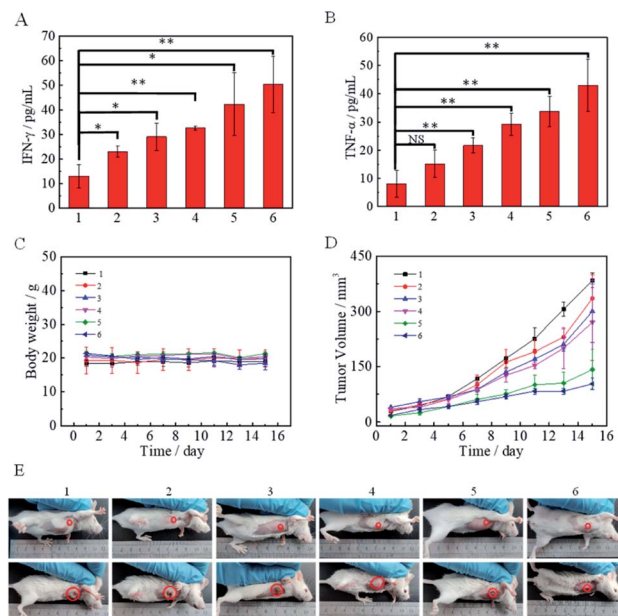 A
IFN-γ / pg/mL
70
60
50
40
30
20
10
0
**
*
**
*
*
1 2 3 4 5 6
B
TNF-α / pg/mL
60
50
40
30
20
10
0
**
**
**
**
NS
1 2 3 4 5 6
C
Body weight / g
50
40
30
20
10
0
1
2
3
4
5
6
0 2 4 6 8 10 12 14 16
Time / day
D
Tumor Volume / mm³
450
300
150
0
1
2
3
4
5
6
0 2 4 6 8 10 12 14 16
Time / day
E
1 2 3 4 5 6